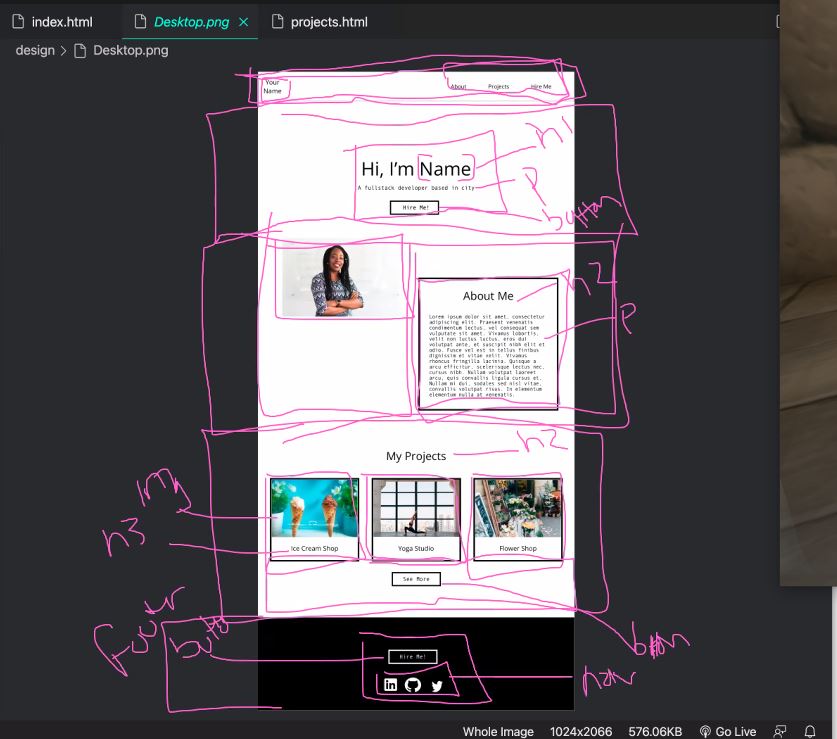 index.html
Desktop.png
projects.html
design > Desktop.png
Your
Name
About Projects Hire Me
h1
Hi, I'm Name
A fullstack developer based in city
P
Hire Me!
button
h2
About Me
P
Lorem ipsum dolor sit amet, consectetur
adipiscing elit. Praesent venenatis
condimentum lectus, vel consequat sem
vulputate sit amet. Vivamus lobortis,
velit non luctus luctus, eros dui
volutpat ante, et suscipit nibh elit et
odio. Fusce vel est in tellus finibus
dignissim et vitae velit. Vivamus
rhoncus fringilla lacinia. Quisque a
arcu efficitur, scelerisque lectus nec,
cursus nibh. Nullam volutpat laoreet
arcu, quis convallis ligula cursus et.
Nullam mi dui, sodales sed nisl vitae,
convallis volutpat risus. In elementum
elementum nulla at venenatis.
h2
My Projects
img
h3
Ice Cream Shop
Yoga Studio
Flower Shop
See More
footer
Hire Me!
nav
in
Whole Image 1024x2066 576.06KB Go Live